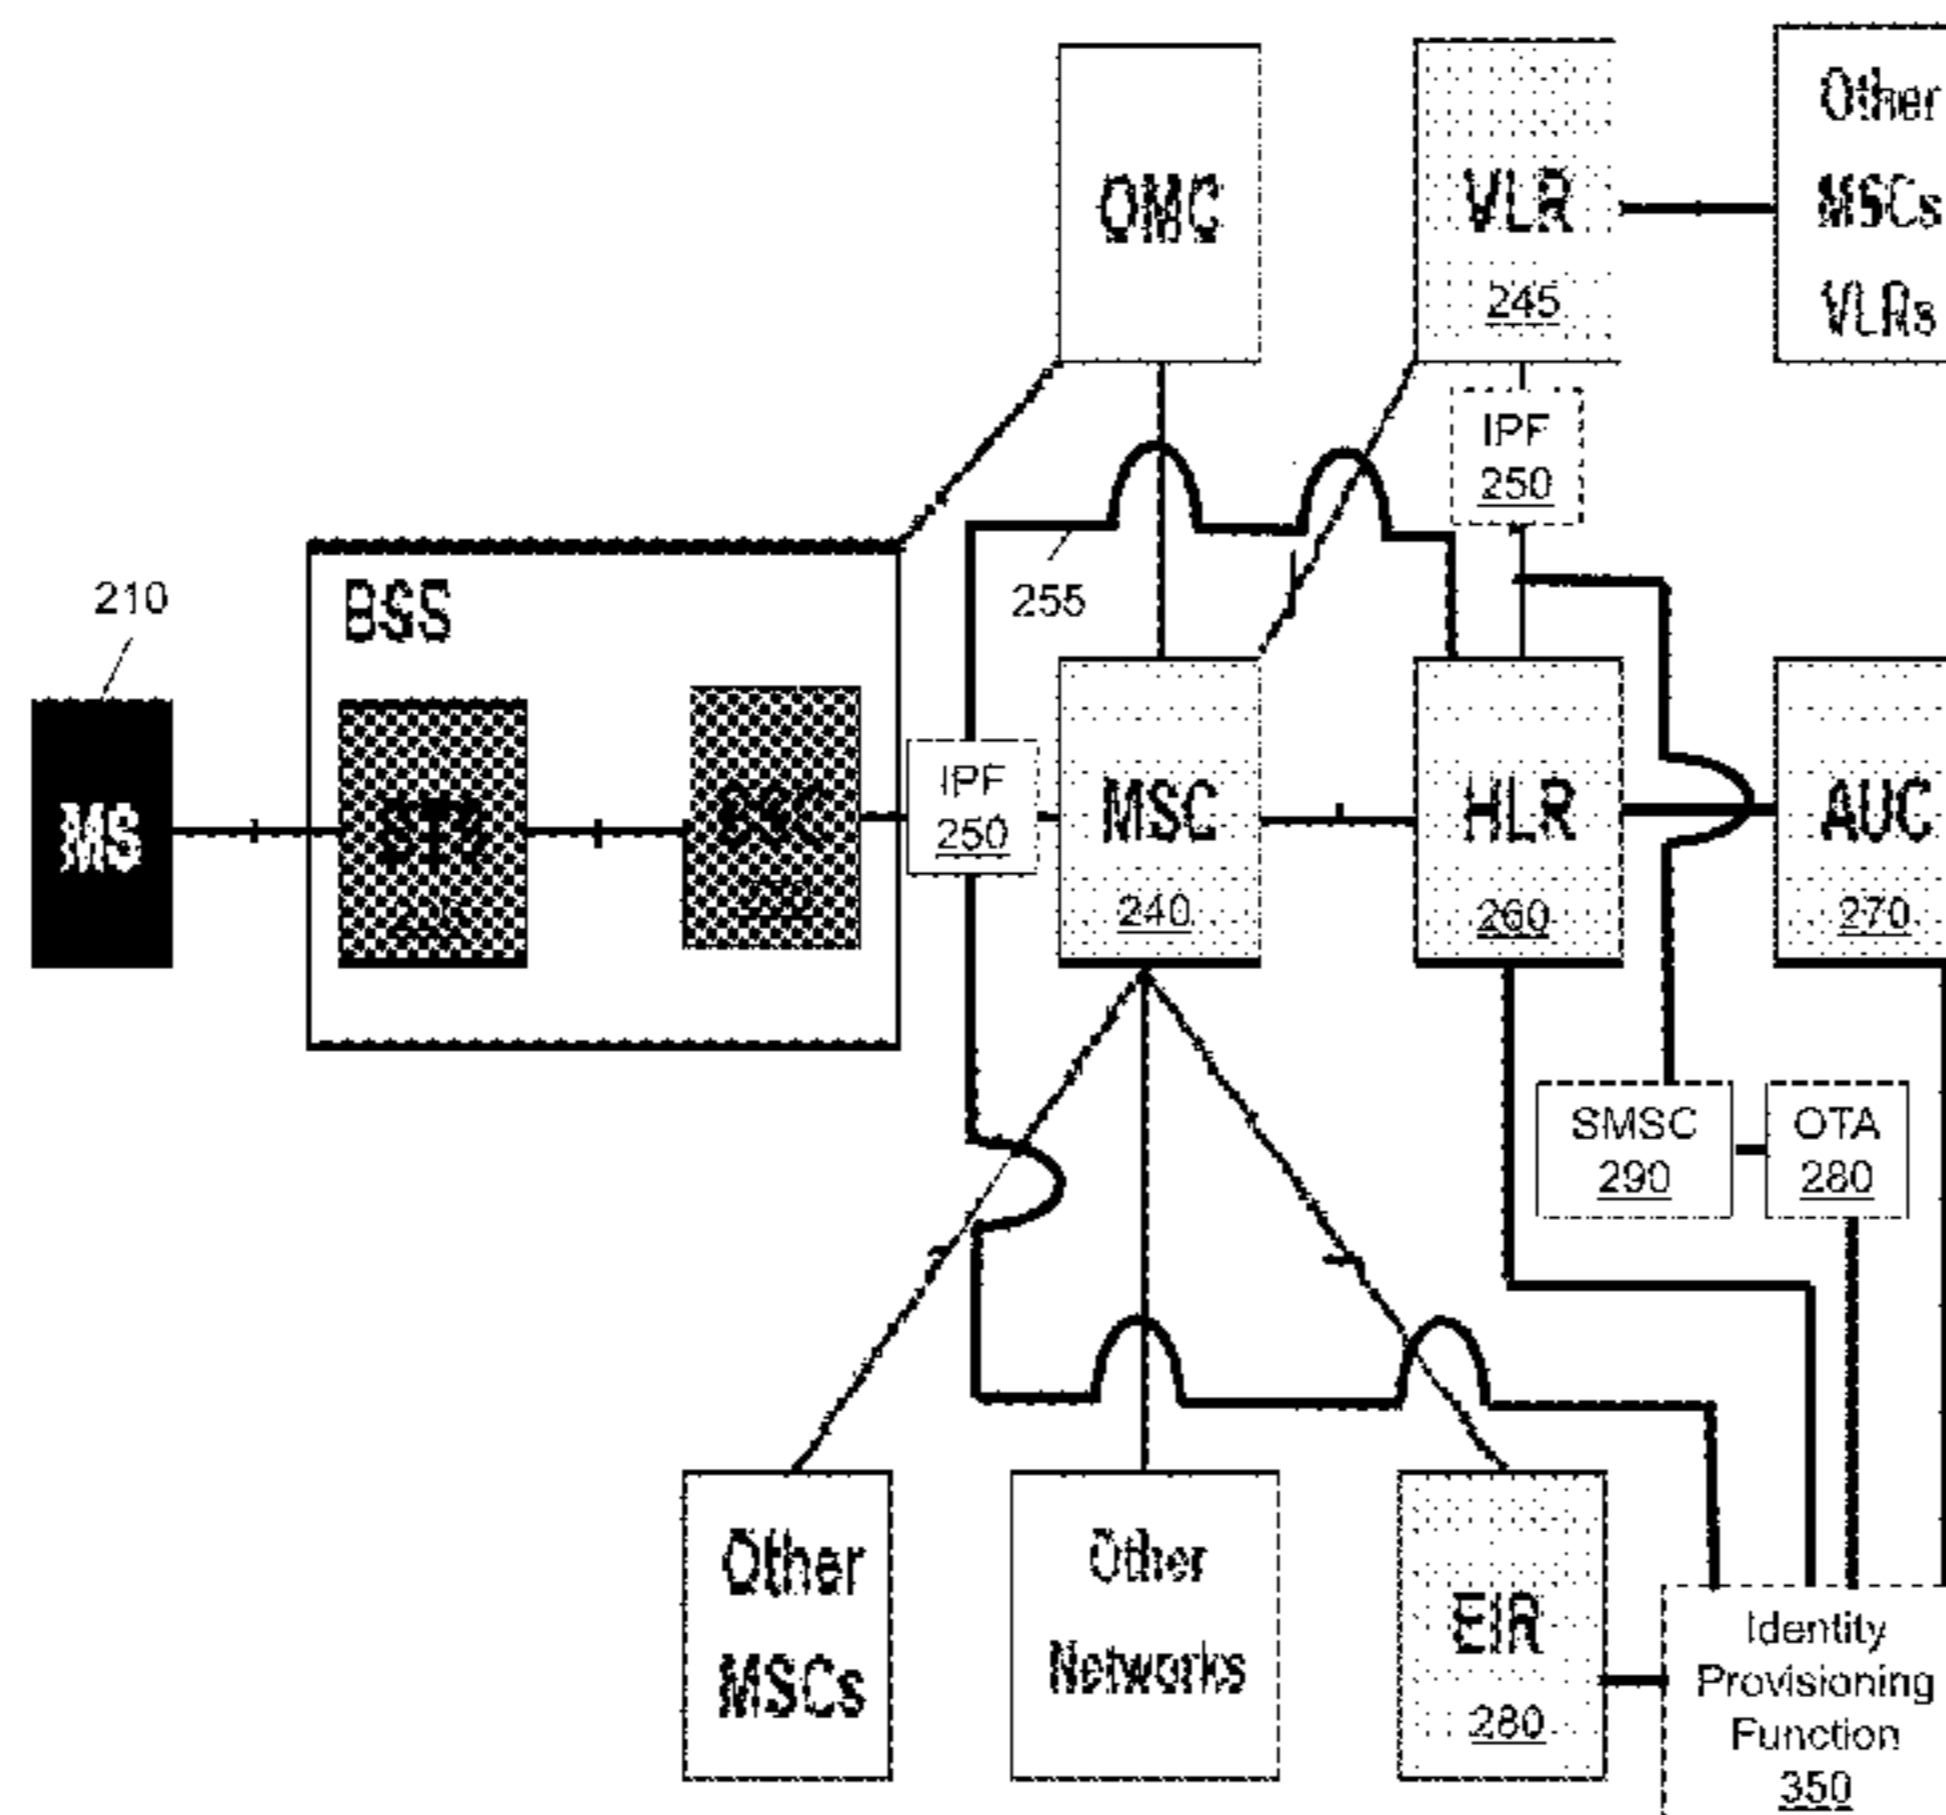 OMC
VLR
245
Other
MSCs
VLRs
IPF
250
255
210
BSS
MS
IPF
250
MSC
240
HLR
260
AUC
270
SMSC
290
OTA
280
Other
MSCs
Other
Networks
EIR
280
Identity
Provisioning
Function
350